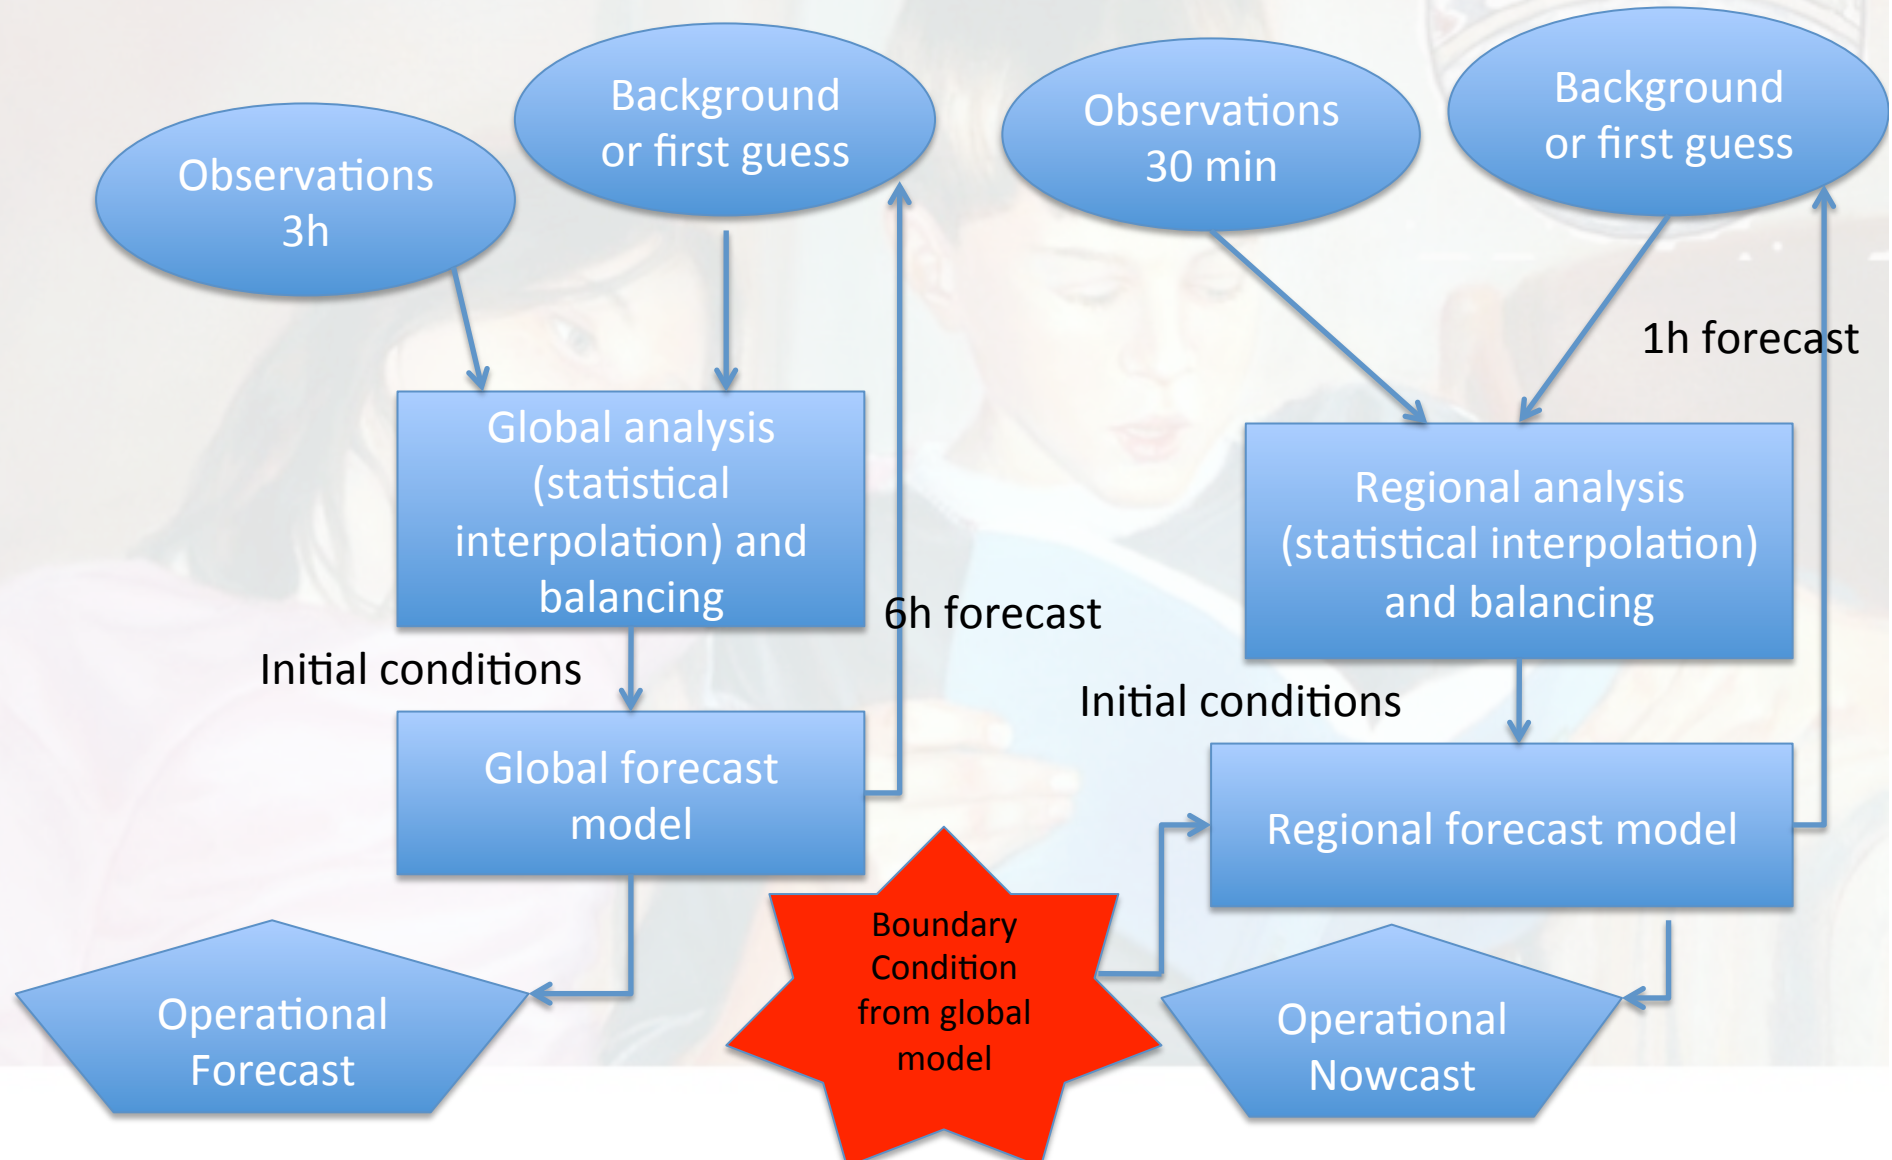 Observations
3h
Background
or first guess
Global analysis
(statistical
interpolation) and
balancing
6h forecast
Initial conditions
Global forecast
model
Operational
Forecast
Boundary
Condition
from global
model
Observations
30 min
Background
or first guess
1h forecast
Regional analysis
(statistical interpolation)
and balancing
Initial conditions
Regional forecast model
Operational
Nowcast